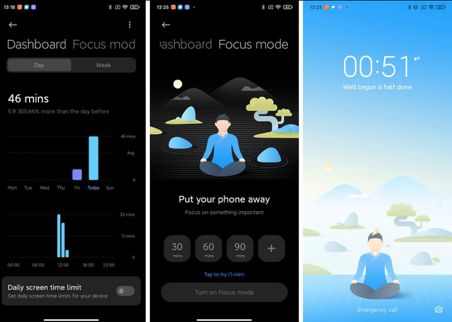 13:18
Dashboard Focus mod
Day Week
46 mins
5.9 305.66% more than the day before
46 mins
Avg
0
Mon Tue Wed Thu Fri Today Sun
23 mins
11 mins
0
00:00 06:00 12:00 18:00 23:00
Daily screen time limit
Set daily screen time limits for your device
13:25
ashboard Focus mode
Put your phone away
Focus on something important
30 mins
60 mins
90 mins
+
Tap to try (1 min)
Turn on Focus mode
13:25
00:51
Well begun is half done
Emergency call